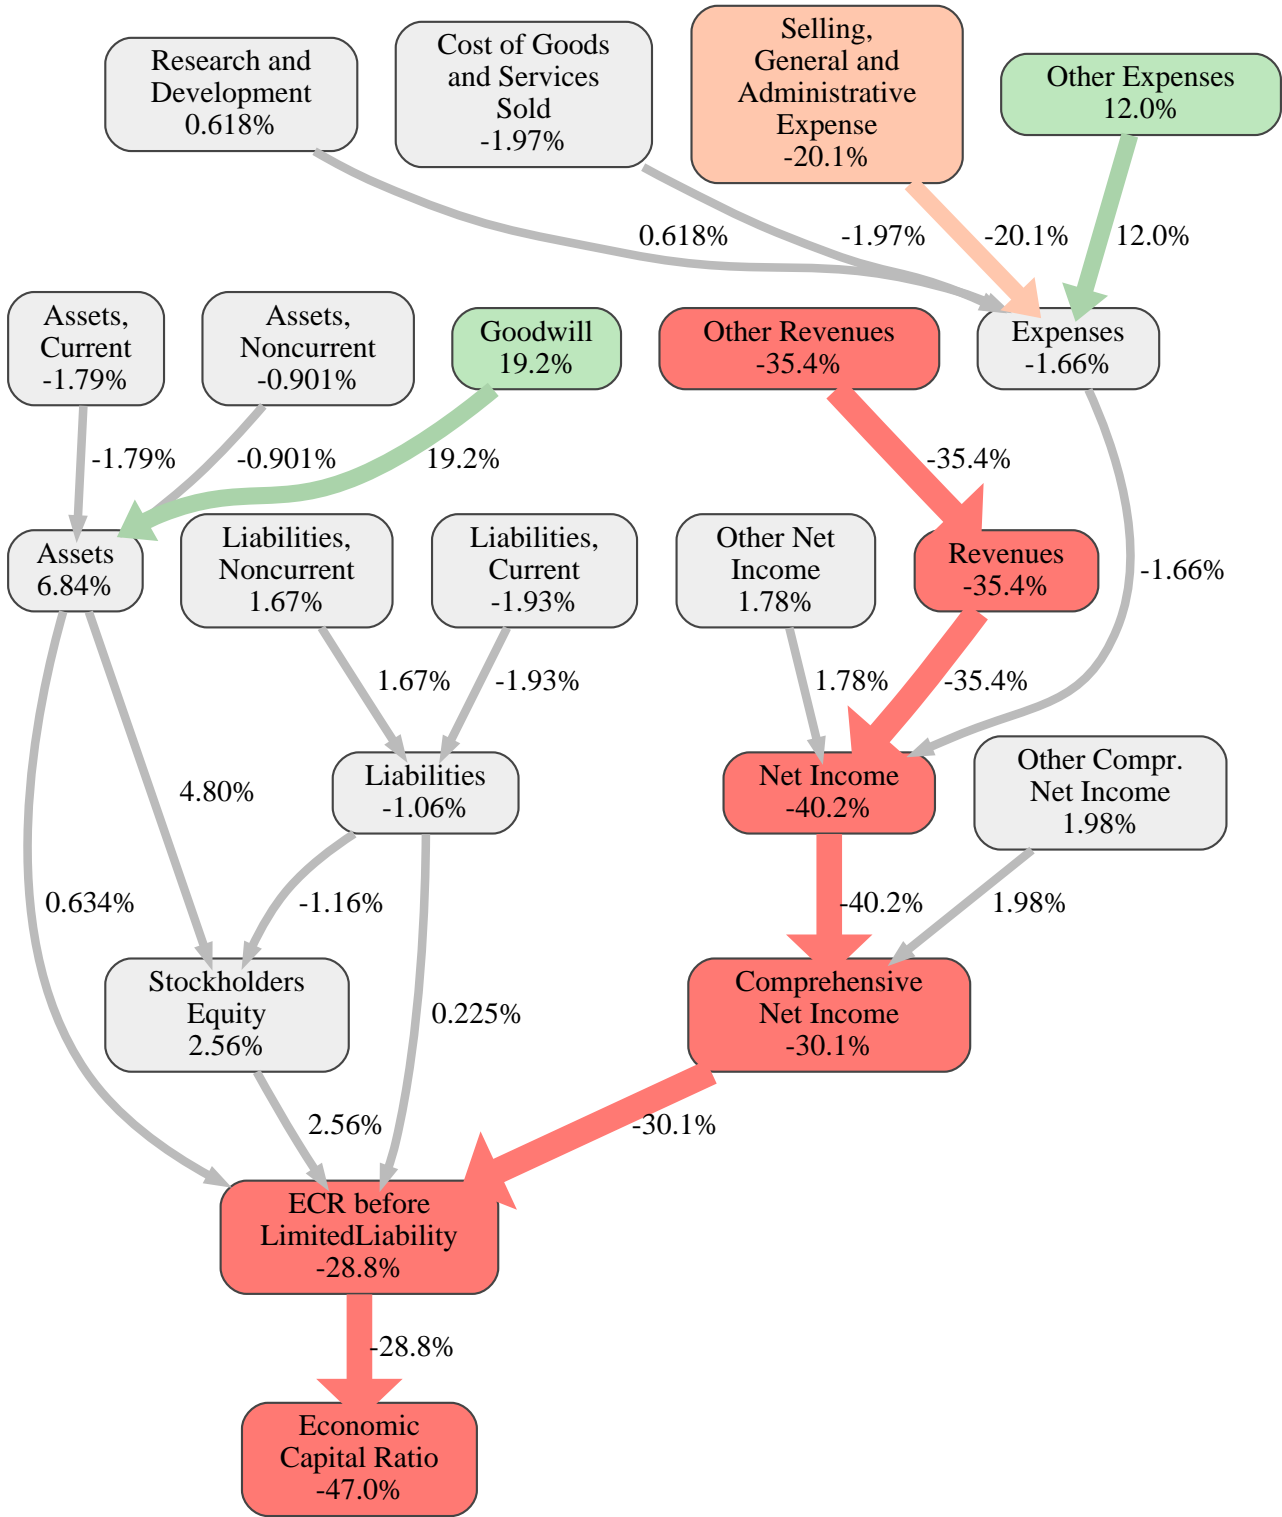 Research and
Development
0.618%
Cost of Goods
and Services
Sold
-1.97%
Selling,
General and
Administrative
Expense
-20.1%
Other Expenses
12.0%
0.618%
-1.97%
-20.1%
12.0%
Assets,
Current
-1.79%
Assets,
Noncurrent
-0.901%
Goodwill
19.2%
Other Revenues
-35.4%
Expenses
-1.66%
-1.79%
-0.901%
19.2%
-35.4%
Assets
6.84%
Liabilities,
Noncurrent
1.67%
Liabilities,
Current
-1.93%
Other Net
Income
1.78%
Revenues
-35.4%
-1.66%
1.67%
-1.93%
1.78%
-35.4%
4.80%
Liabilities
-1.06%
Net Income
-40.2%
Other Compr.
Net Income
1.98%
0.634%
-1.16%
-40.2%
1.98%
Stockholders
Equity
2.56%
0.225%
Comprehensive
Net Income
-30.1%
2.56%
-30.1%
ECR before
LimitedLiability
-28.8%
-28.8%
Economic
Capital Ratio
-47.0%